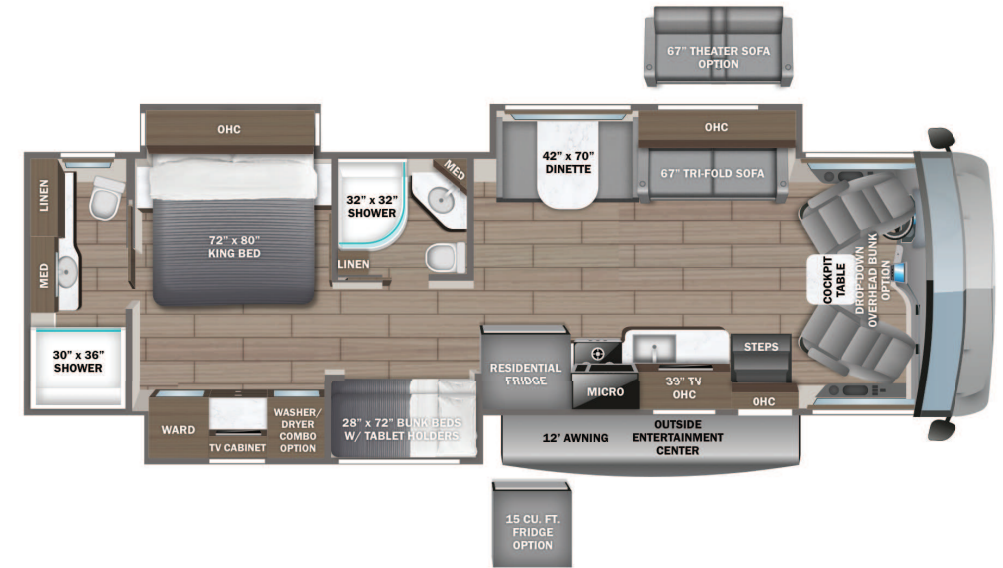 67” THEATER SOFA
OPTION
OHC
OHC
42” x 70”
DINETTE
67” TRI-FOLD SOFA
MED
LINEN
32” x 32”
SHOWER
72” x 80”
KING BED
LINEN
MED
COCKPIT
TABLE
DROP-DOWN
OVERHEAD BUNK
OPTION
30” x 36”
SHOWER
STEPS
RESIDENTIAL
FRIDGE
MICRO
39” TV
OHC
OHC
WARD
TV CABINET
WASHER/
DRYER
COMBO
OPTION
28” x 72” BUNK BEDS
W/ TABLET HOLDERS
12’ AWNING
OUTSIDE
ENTERTAINMENT
CENTER
15 CU. FT.
FRIDGE
OPTION